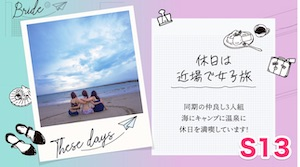 Bride
These days
休日は
近場で女子旅
同期の仲良し3人組
海にキャンプに温泉に
休日を満喫しています!
S13